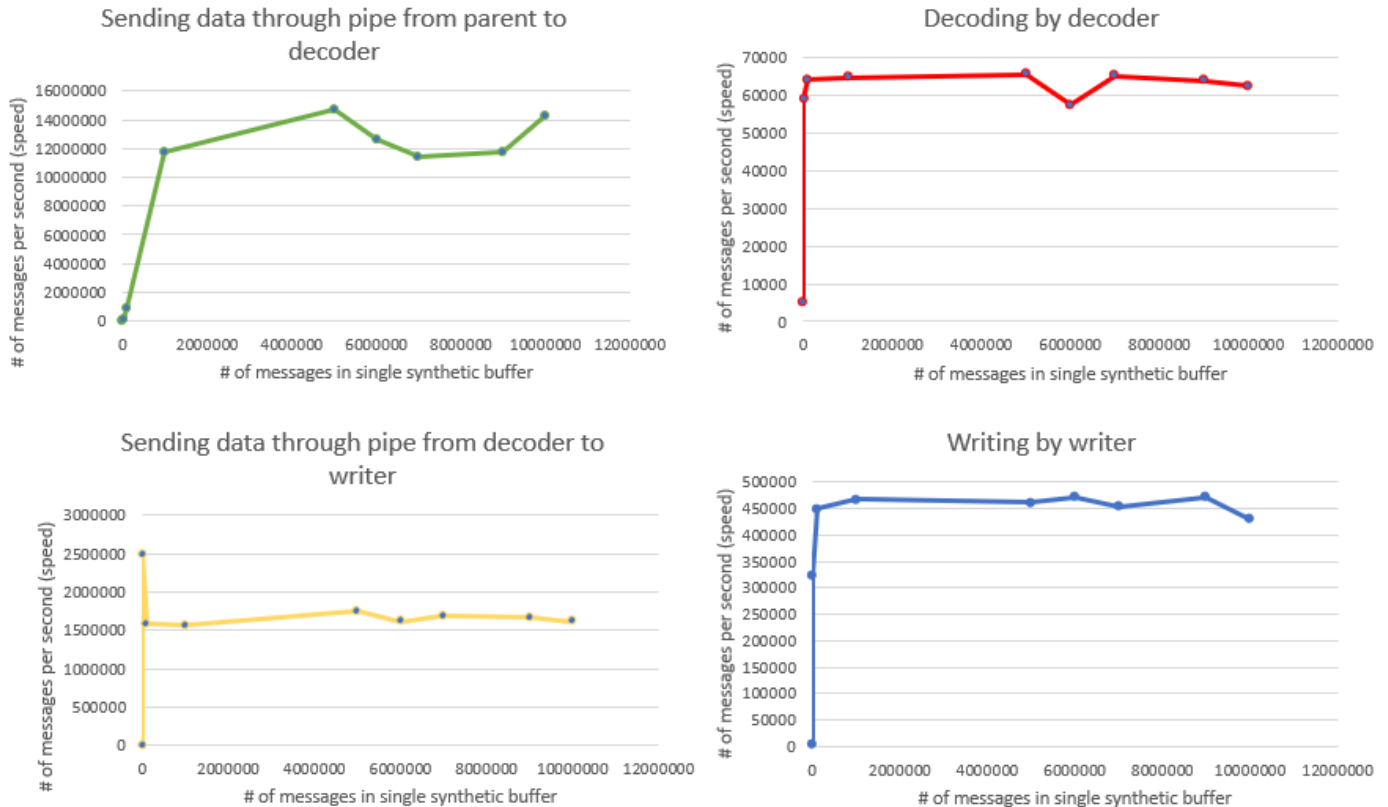 Sending data through pipe from parent to
decoder
# of messages per second (speed)
16000000
14000000
12000000
10000000
8000000
6000000
4000000
2000000
0
0 2000000 4000000 6000000 8000000 10000000 12000000
# of messages in single synthetic buffer
Decoding by decoder
# of messages per second (speed)
70000
60000
50000
40000
30000
20000
10000
0
0 2000000 4000000 6000000 8000000 10000000 12000000
# of messages in single synthetic buffer
Sending data through pipe from decoder to
writer
# of messages per second (speed)
3000000
2500000
2000000
1500000
1000000
500000
0
0 2000000 4000000 6000000 8000000 10000000 12000000
# of messages in single synthetic buffer
Writing by writer
# of messages per second (speed)
500000
450000
400000
350000
300000
250000
200000
150000
100000
50000
0
0 2000000 4000000 6000000 8000000 10000000 12000000
# of messages in single synthetic buffer